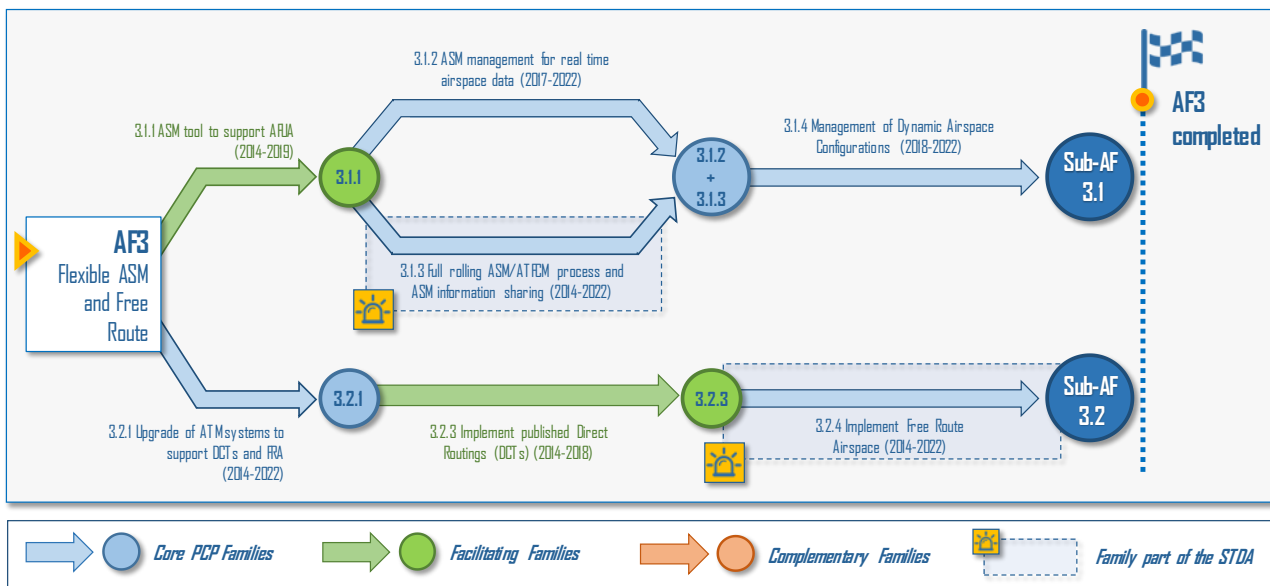 3.1.2 ASM management for real time
airspace data (2017-2022)
AF3
completed
3.1.1 ASM tool to support AFUA
(2014-2019)
3.1.4 Management of Dynamic Airspace
Configurations (2018-2022)
3.1.1
3.1.2
+
3.1.3
Sub-AF
3.1
AF3
Flexible ASM
and Free
Route
3.1.3 Full rolling ASM/ATFCM process and
ASM information sharing (2014-2022)
3.2.1
3.2.3
Sub-AF
3.2
3.2.1 Upgrade of ATM systems to
support DCTs and FRA
(2014-2022)
3.2.3 Implement published Direct
Routings (DCTs) (2014-2018)
3.2.4 Implement Free Route
Airspace (2014-2022)
Core PCP Families
Facilitating Families
Complementary Families
Family part of the STDA